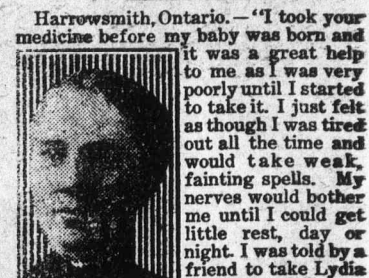 Harrowsmith, Ontario. — "I took your
medicine before my baby was born and
it was a great help
to me as I was very
poorly until I started
to take it. I just felt
as though I was tired
out all the time and
would take weak,
fainting spells. My
nerves would bother
me until I could get
little rest, day or
night. I was told by a
friend to take Lydia